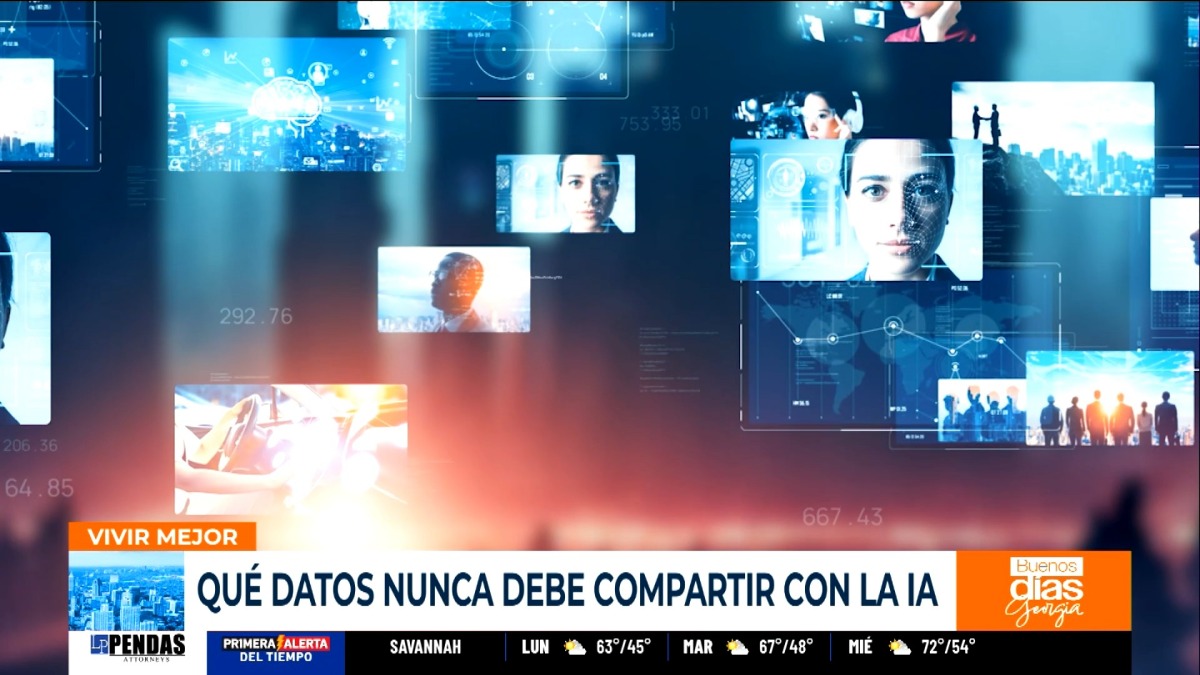 333 01
753.95
292.76
206.36
64.85
667.43
03
04
VIVIR MEJOR
QUÉ DATOS NUNCA DEBE COMPARTIR CON LA IA
Buenos
días
Georgia
PENDAS
ATTORNEYS
PRIMERA ALERTA
DEL TIEMPO
SAVANNAH
LUN
63°/45°
MAR
67°/48°
MIÉ
72°/54°